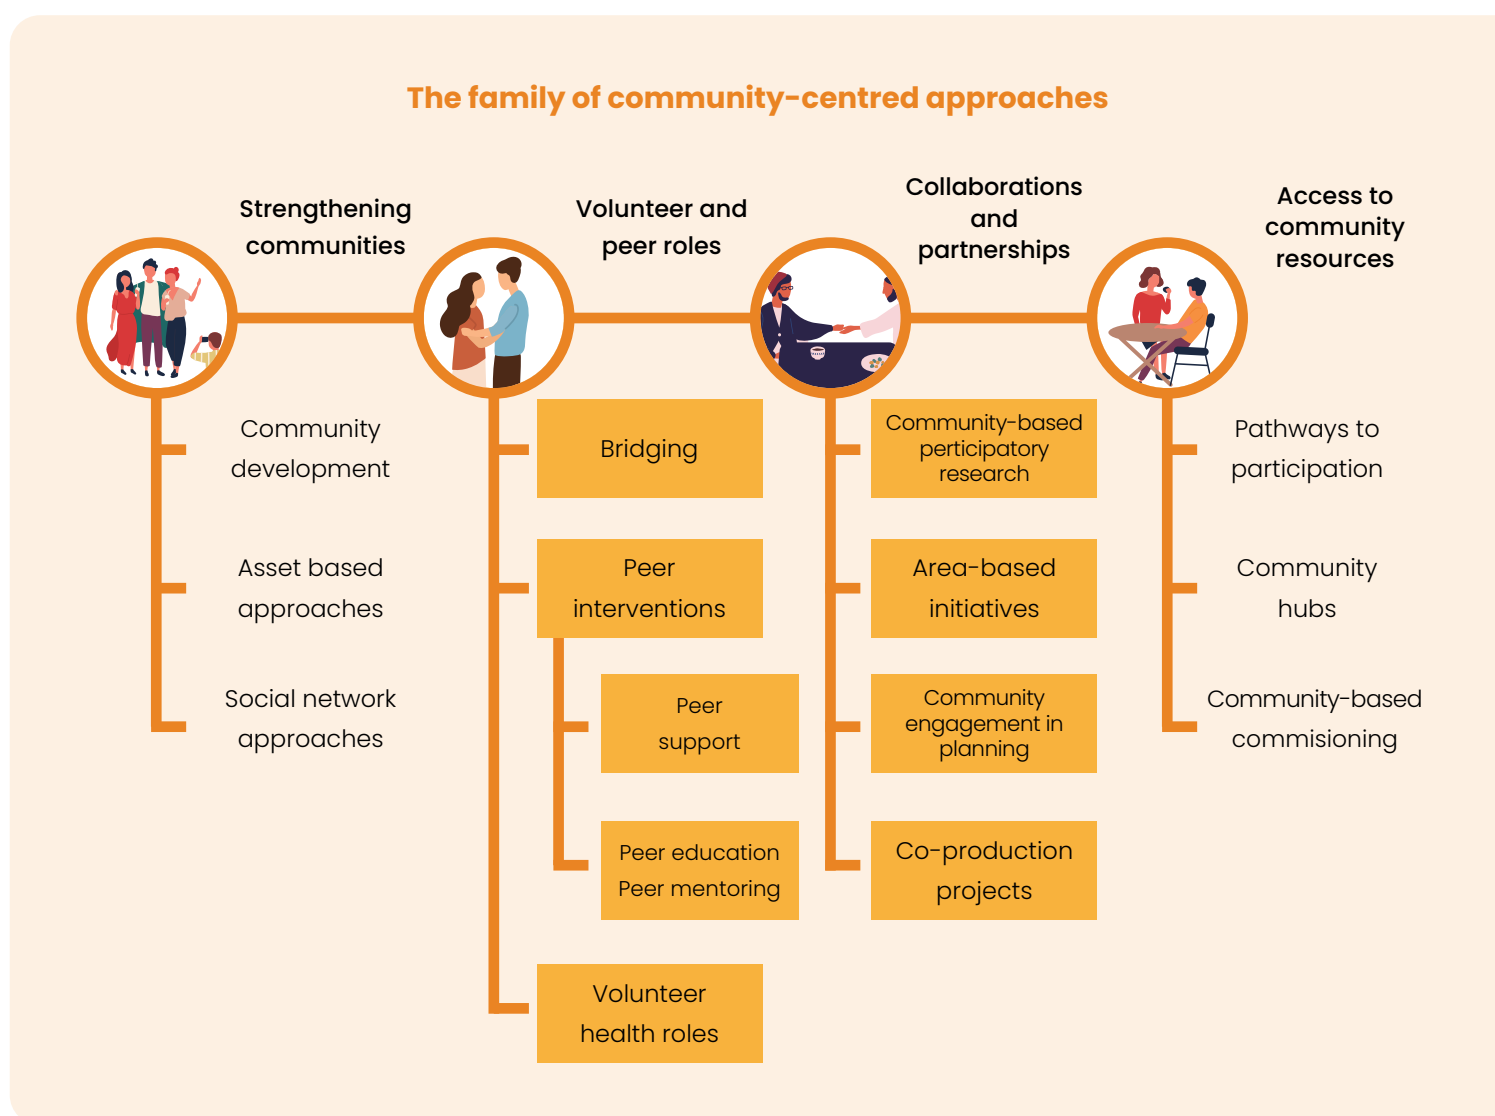 The family of community-centred approaches
Strengthening
communities
Community
development
Asset based
approaches
Social network
approaches
Volunteer and
peer roles
Bridging
Peer
interventions
Peer
support
Peer education
Peer mentoring
Volunteer
health roles
Collaborations
and
partnerships
Community-based
perticipatory
research
Area-based
initiatives
Community
engagement in
planning
Co-production
projects
Access to
community
resources
Pathways to
participation
Community
hubs
Community-based
commisioning